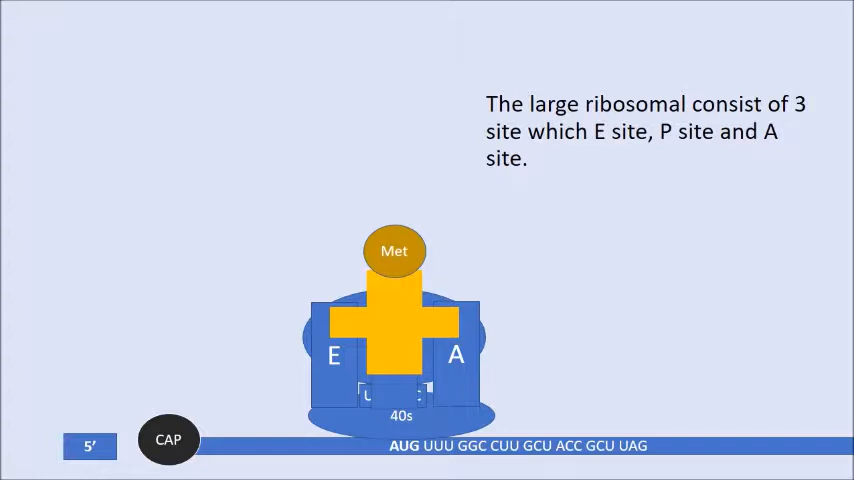 The large ribosomal consist of 3
site which E site, P site and A
site.
Met
E
A
40s
CAP
5’
AUG UUU GGC CUU GCU ACC GCU UAG